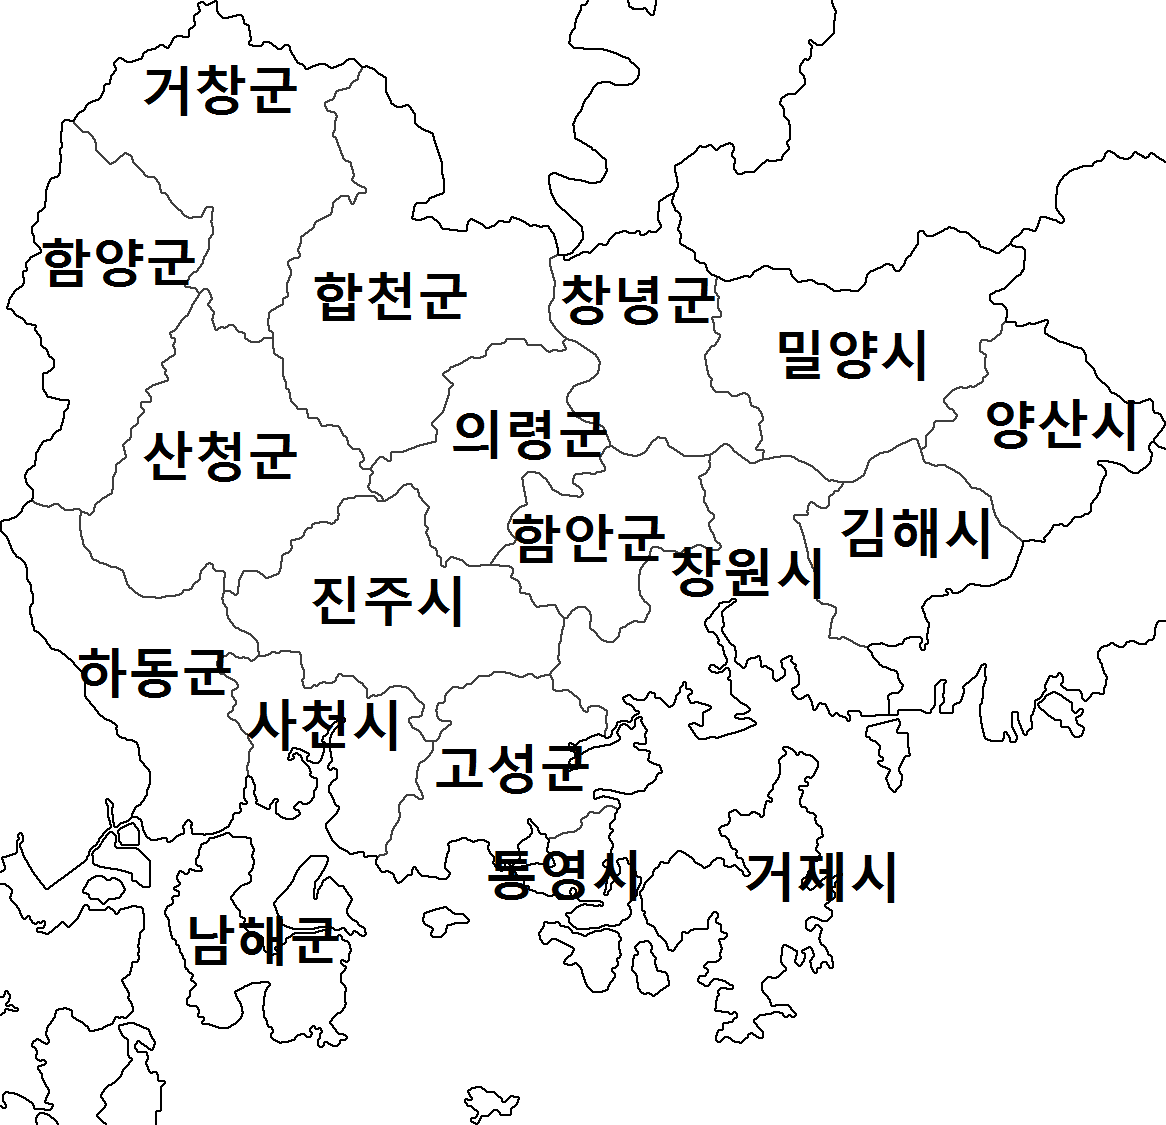 거창군
함양군
합천군
창녕군
밀양시
양산시
의령군
산청군
함안군
김해시
창원시
진주시
하동군
사천시
고성군
통영시
거제시
남해군